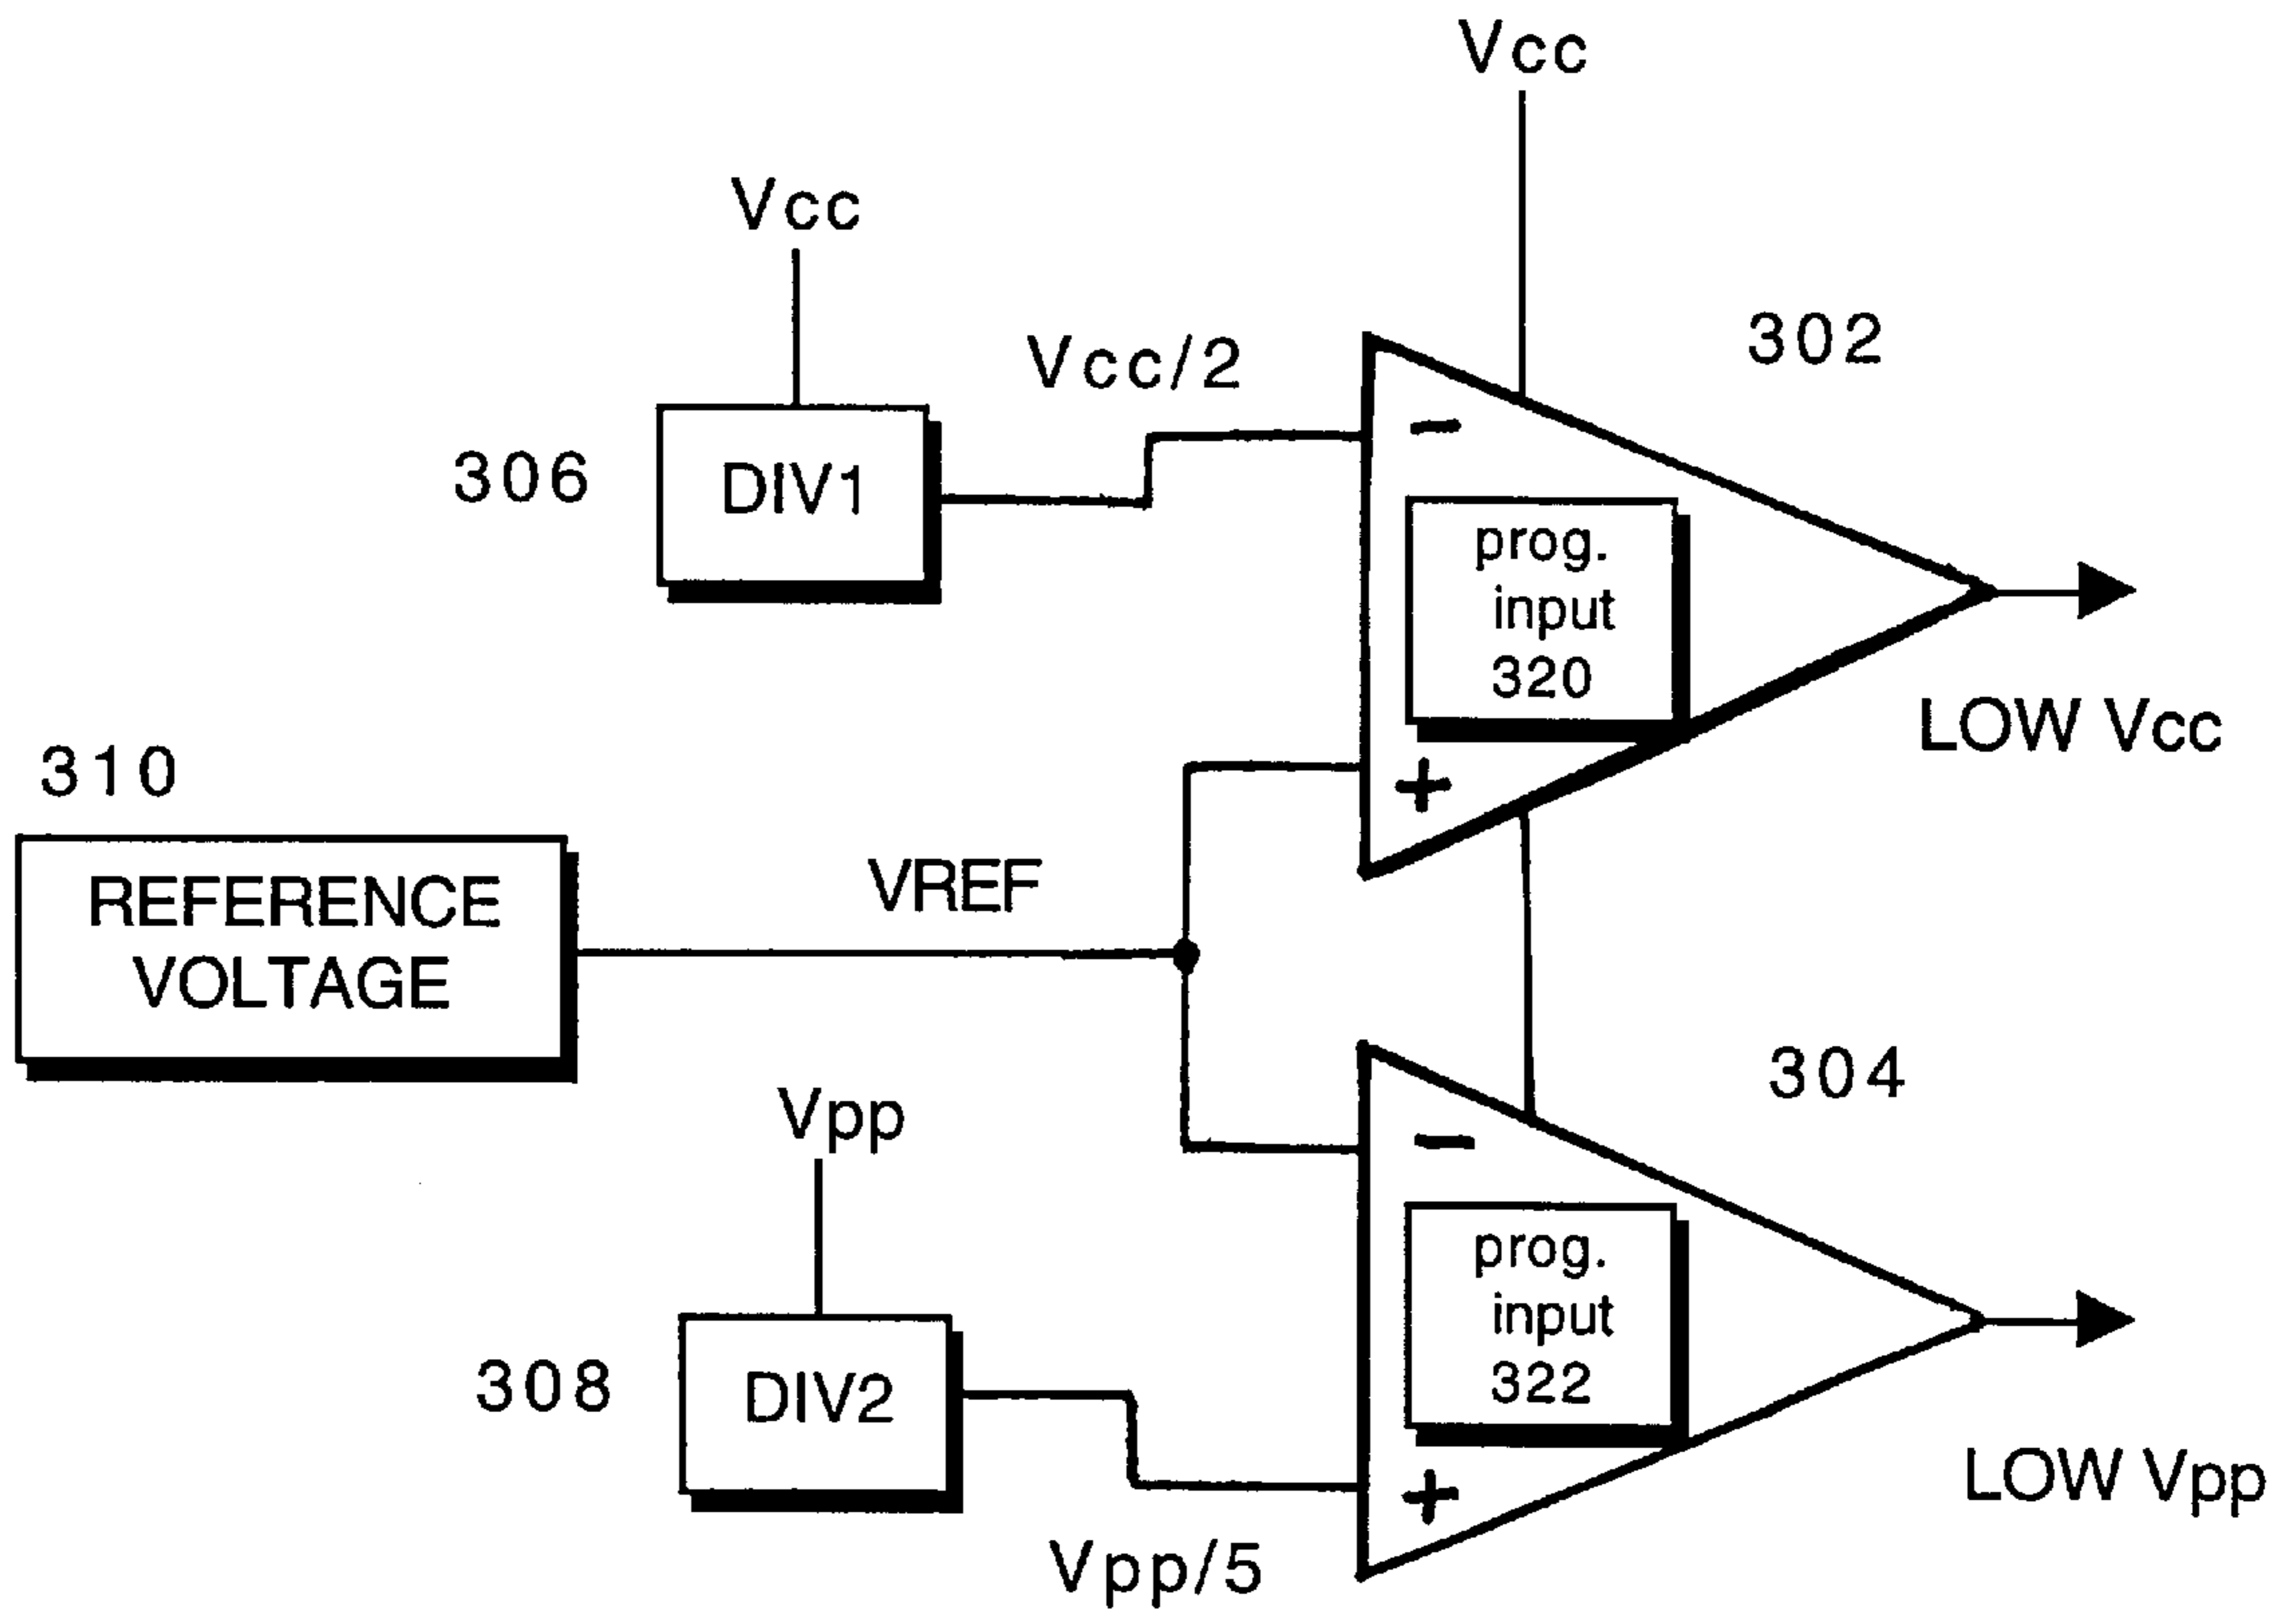 Vcc
Vcc
302
Vcc/2
306
DIV1
−
prog.
input
320
+
LOW Vcc
310
REFERENCE
VOLTAGE
VREF
304
Vpp
−
prog.
input
322
308
DIV2
+
LOW Vpp
Vpp/5